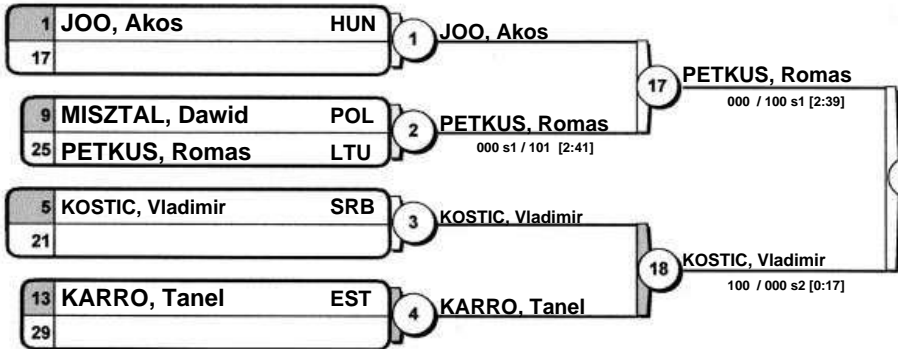 1 JOO, Akos HUN
17
1 JOO, Akos
9 MISZTAL, Dawid POL
25 PETKUS, Romas LTU
2 PETKUS, Romas
000 s1 / 101 [2:41]
17 PETKUS, Romas
000 / 100 s1 [2:39]
5 KOSTIC, Vladimir SRB
21
3 KOSTIC, Vladimir
13 KARRO, Tanel EST
29
4 KARRO, Tanel
18 KOSTIC, Vladimir
100 / 000 s2 [0:17]